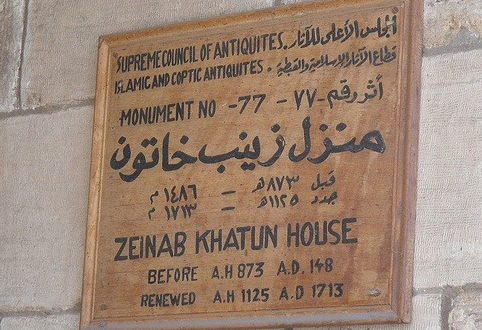 المجلس الأعلى للآثار
SUPREME COUNCIL OF ANTIQUITES.
قطاع الآثار الإسلامية والقبطية
ISLAMIC AND COPTIC ANTIQUITES.
أثر رقم - ٧٧
MONUMENT NO - 77 -
منزل زينب خاتون
قبل ٨٧٣ هـ = ١٤٨٦ م
جدد ١١٢٥ هـ = ١٧١٣ م
ZEINAB KHATUN HOUSE
BEFORE A.H 873 A.D. 148
RENEWED A.H 1125 A.D 1713